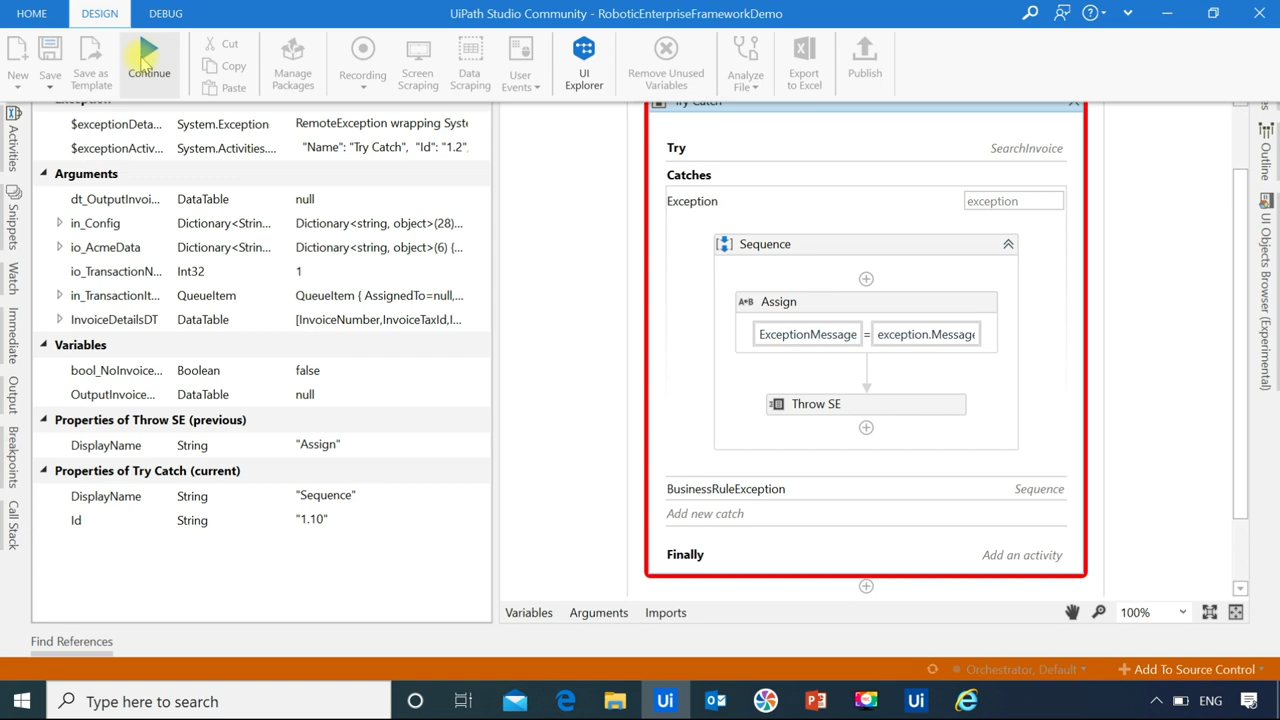 HOME
DESIGN
DEBUG
UiPath Studio Community - RoboticEnterpriseFrameworkDemo
New
Save
Save as Template
Continue
Cut
Copy
Paste
Manage Packages
Recording
Screen Scraping
Data Scraping
User Events
UI Explorer
Remove Unused Variables
Analyze File
Export to Excel
Publish
Activities
Snippets
Watch
Immediate
Output
Breakpoints
Call Stack
Exception
$exceptionDeta... System.Exception RemoteException wrapping Syste
$exceptionActiv... System.Activities.... "Name": "Try Catch", "Id": "1.2",
Arguments
dt_OutputInvoi... DataTable null
in_Config Dictionary<Strin... Dictionary<string, object>(28)...
io_AcmeData Dictionary<Strin... Dictionary<string, object>(6) {...
io_TransactionN... Int32 1
in_TransactionIt... QueueItem QueueItem { AssignedTo=null,...
InvoiceDetailsDT DataTable [InvoiceNumber,InvoiceTaxId,I...
Variables
bool_NoInvoice... Boolean false
OutputInvoice... DataTable null
Properties of Throw SE (previous)
DisplayName String "Assign"
Properties of Try Catch (current)
DisplayName String "Sequence"
Id String "1.10"
Try Catch
Try SearchInvoice
Catches
Exception exception
Sequence
A+B Assign
ExceptionMessage = exception.Message
Throw SE
BusinessRuleException Sequence
Add new catch
Finally Add an activity
Outline
UI Objects Browser (Experimental)
Variables Arguments Imports 100%
Find References
Orchestrator, Default
Add To Source Control
Type here to search
Ui
Ui
ENG